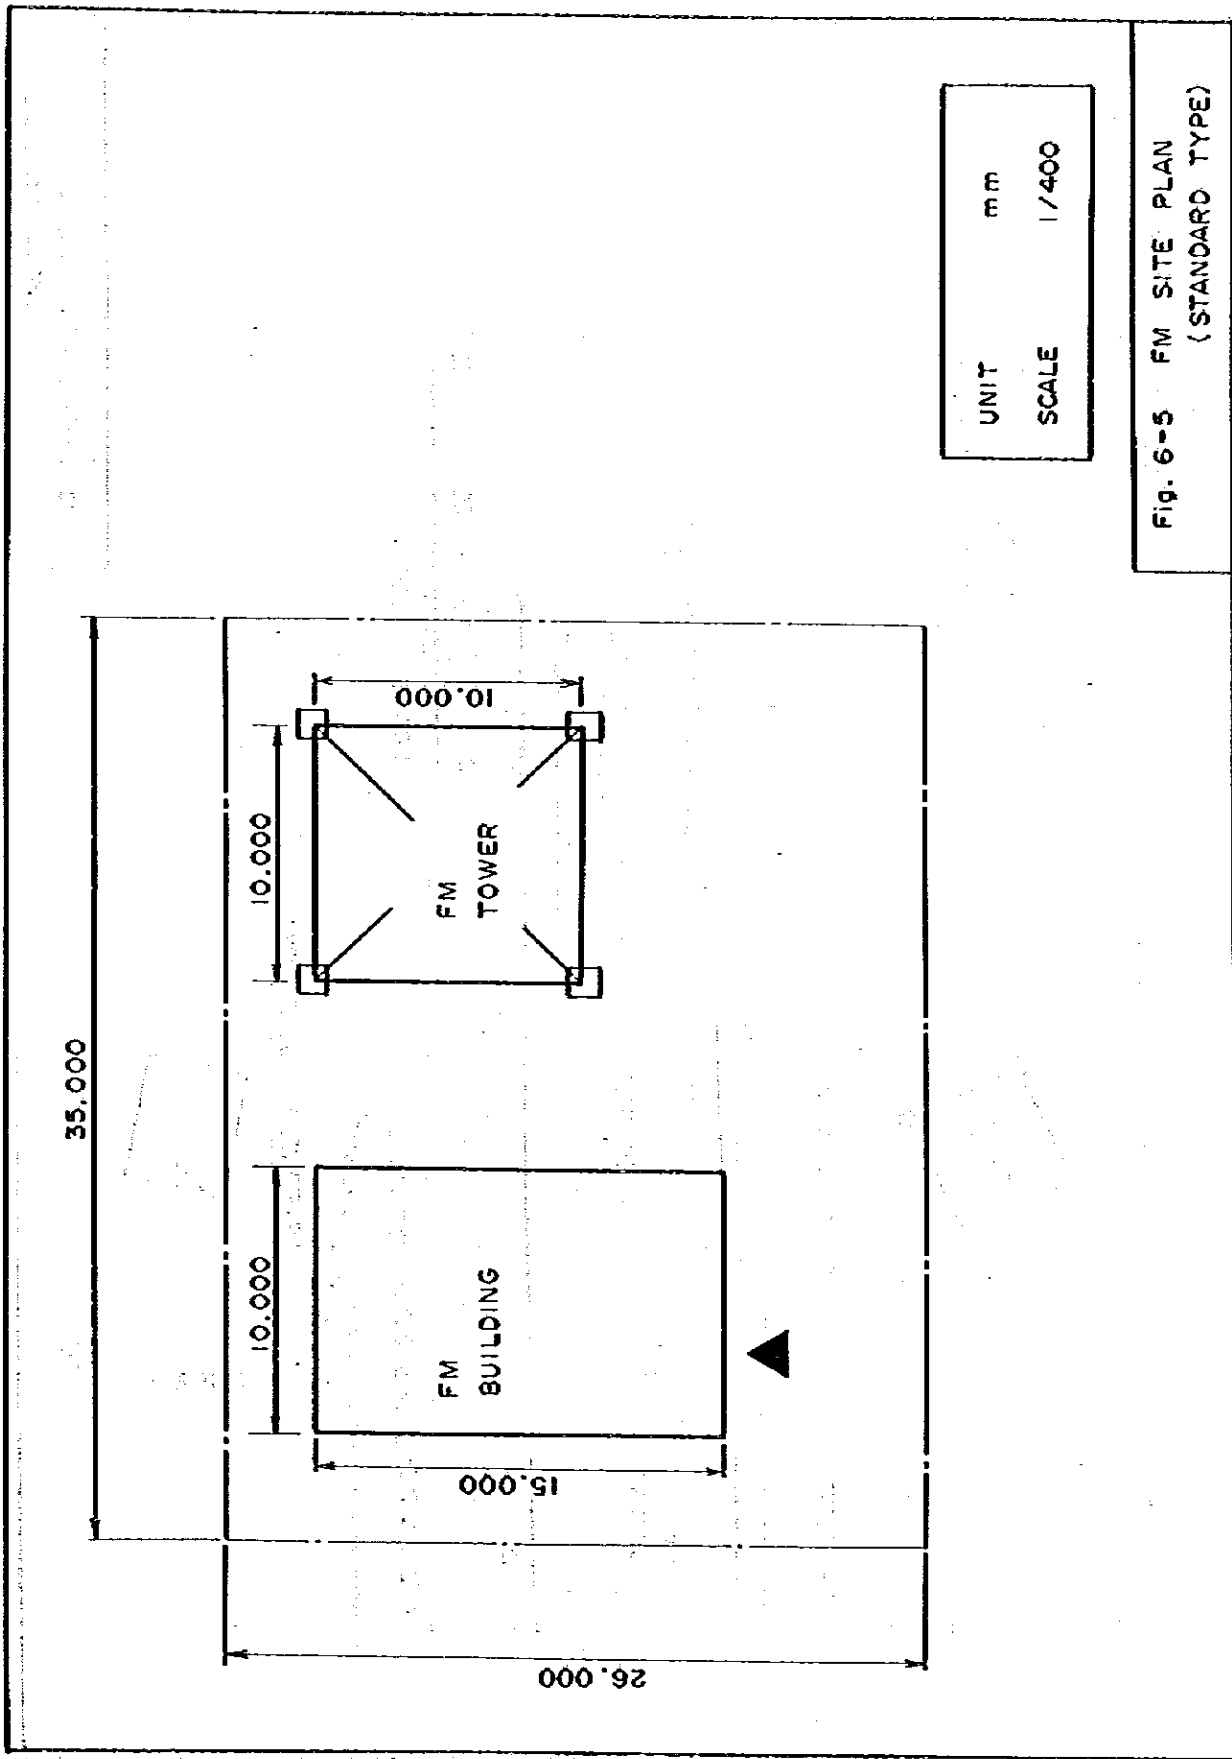 35,000
10.000
10.000
10.000
15.000
26.000
FM
BUILDING
FM
TOWER
UNIT mm
SCALE 1/400
Fig. 6-5 FM SITE PLAN
(STANDARD TYPE)